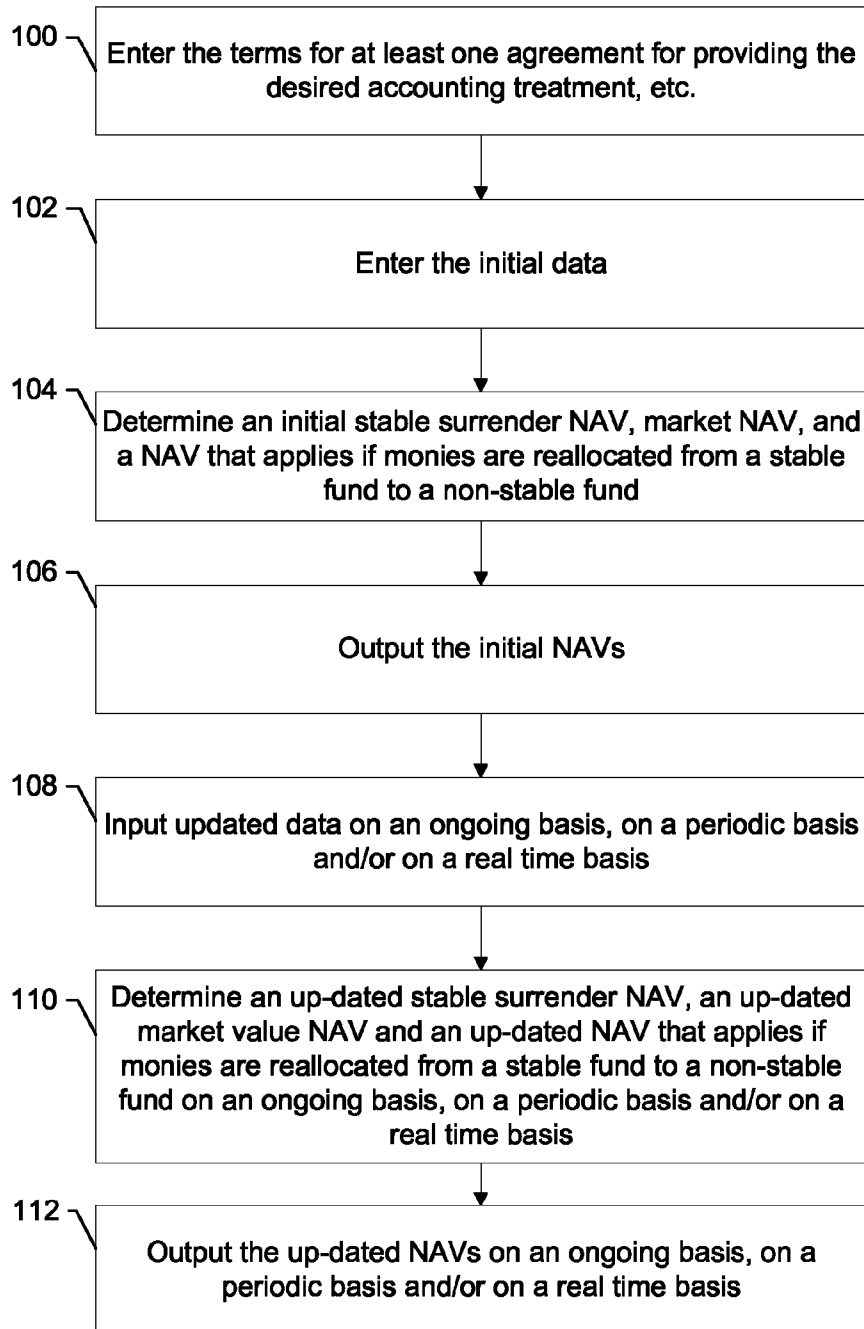 100
Enter the terms for at least one agreement for providing the
desired accounting treatment, etc.
102
Enter the initial data
104
Determine an initial stable surrender NAV, market NAV, and
a NAV that applies if monies are reallocated from a stable
fund to a non-stable fund
106
Output the initial NAVs
108
Input updated data on an ongoing basis, on a periodic basis
and/or on a real time basis
110
Determine an up-dated stable surrender NAV, an up-dated
market value NAV and an up-dated NAV that applies if
monies are reallocated from a stable fund to a non-stable
fund on an ongoing basis, on a periodic basis and/or on a
real time basis
112
Output the up-dated NAVs on an ongoing basis, on a
periodic basis and/or on a real time basis